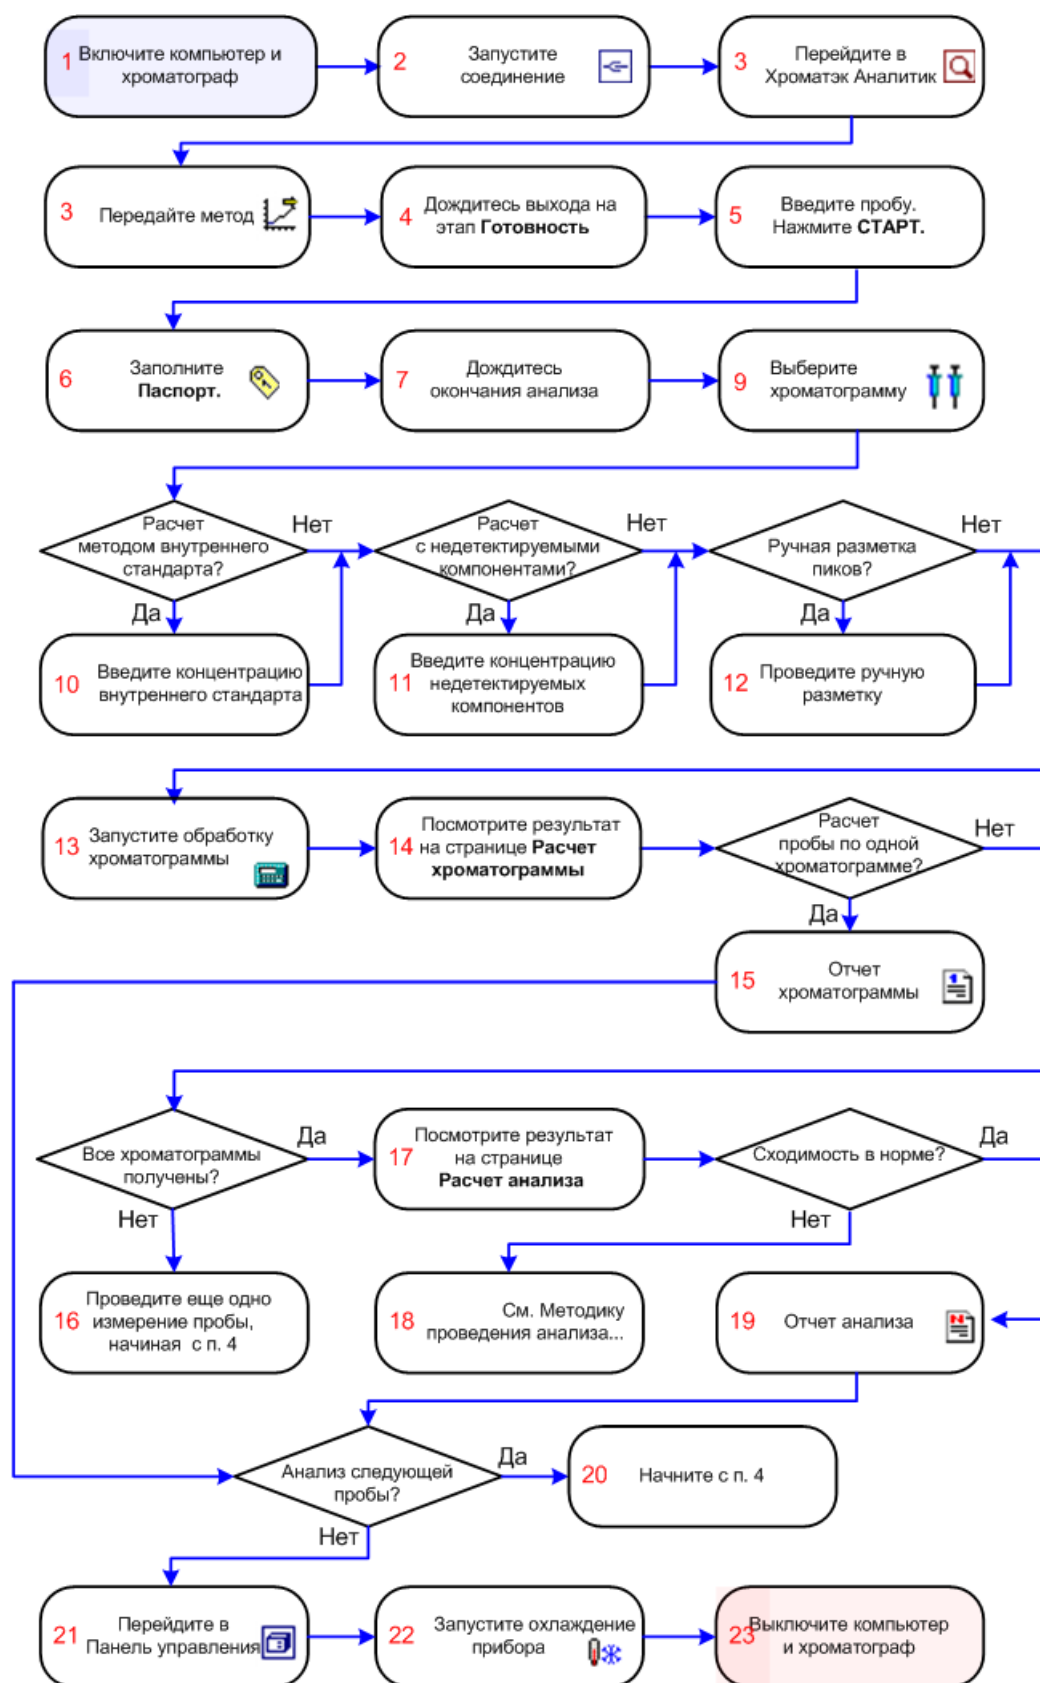 1 Включите компьютер и
хроматограф
2 Запустите
соединение
3 Перейдите в
Хроматэк Аналитик
3 Передайте метод
4 Дождитесь выхода на
этап Готовность
5 Введите пробу.
Нажмите СТАРТ.
6 Заполните
Паспорт.
7 Дождитесь
окончания анализа
9 Выберите
хроматограмму
Расчет
методом внутреннего
стандарта?
Нет
Да
Расчет
с недетектируемыми
компонентами?
Нет
Да
Ручная разметка
пиков?
Нет
Да
10 Введите концентрацию
внутреннего стандарта
11 Введите концентрацию
недетектируемых
компонентов
12 Проведите ручную
разметку
13 Запустите обработку
хроматограммы
14 Посмотрите результат
на странице Расчет
хроматограммы
Расчет
пробы по одной
хроматограмме?
Нет
Да
15 Отчет
хроматограммы
Все хроматограммы
получены?
Да
Нет
17 Посмотрите результат
на странице
Расчет анализа
Сходимость в норме?
Да
Нет
16 Проведите еще одно
измерение пробы,
начиная с п. 4
18 См. Методику
проведения анализа...
19 Отчет анализа
Анализ следующей
пробы?
Да
Нет
20 Начните с п. 4
21 Перейдите в
Панель управления
22 Запустите охлаждение
прибора
23 Выключите компьютер
и хроматограф